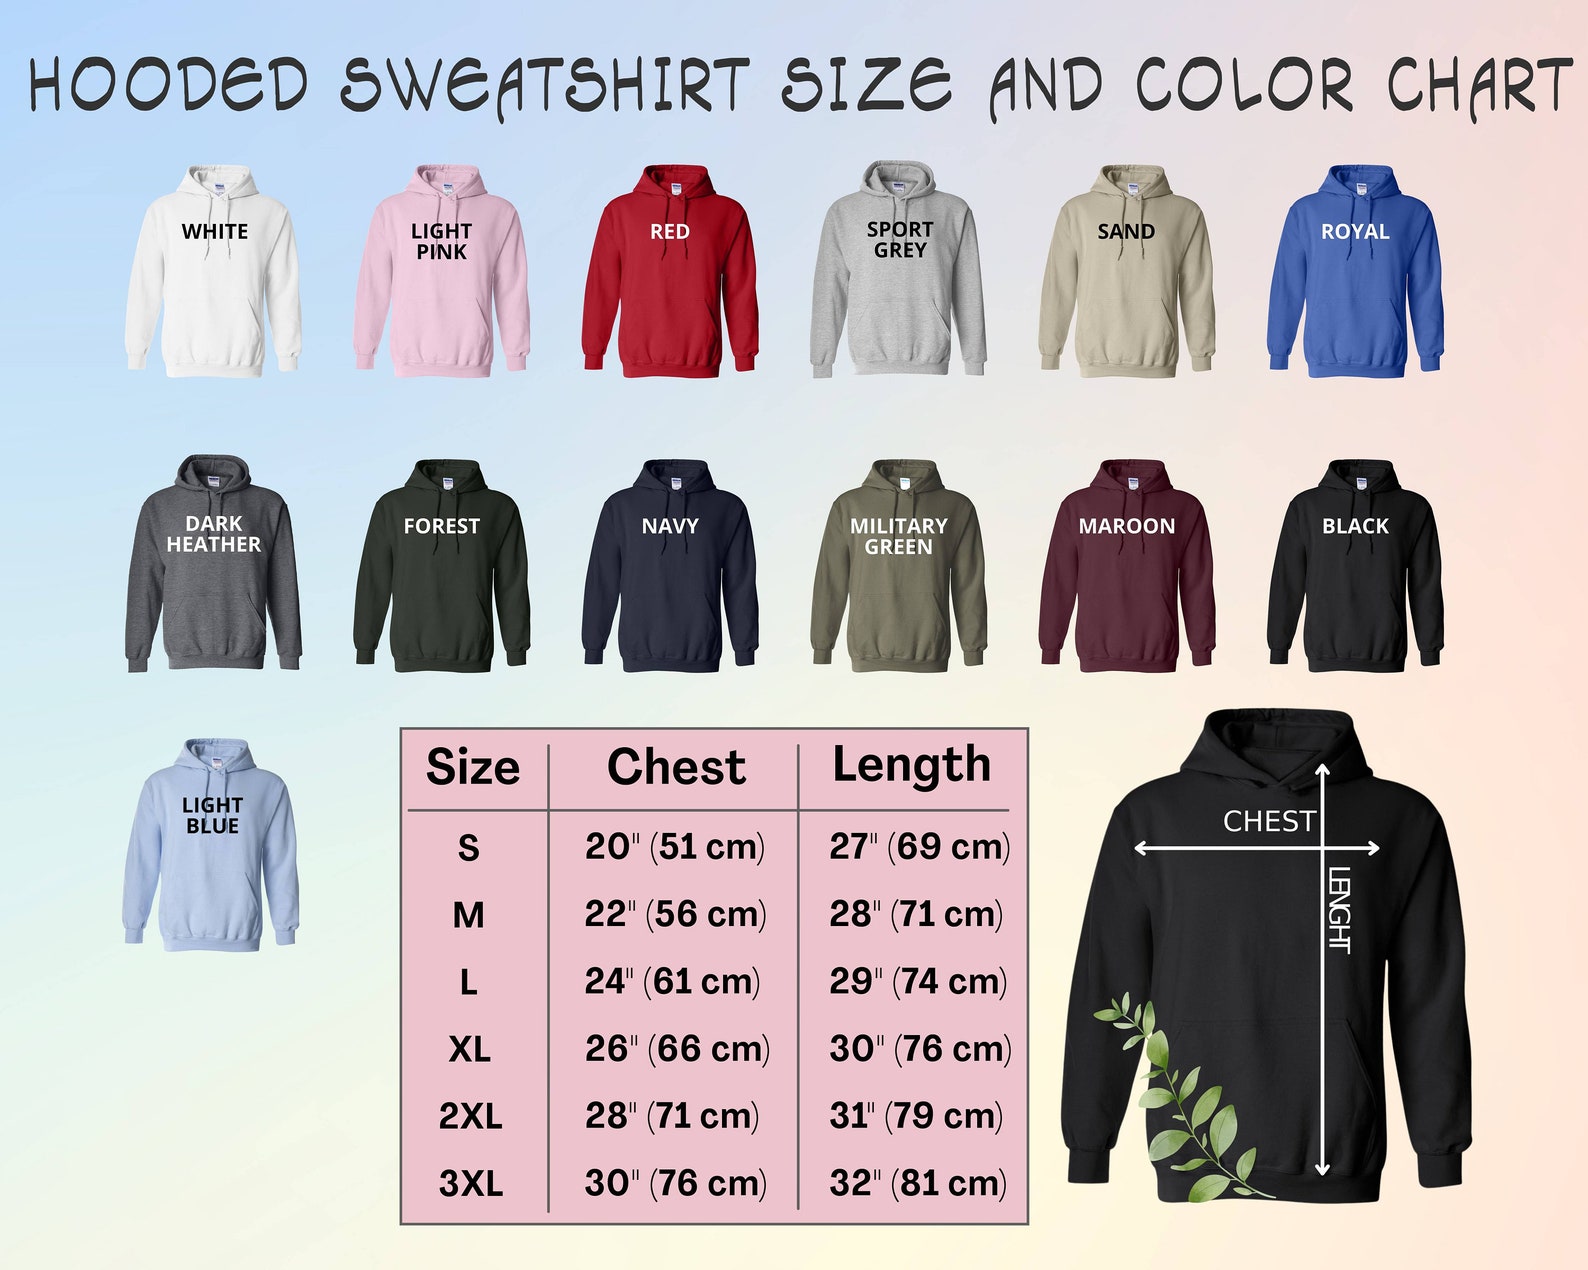 HOODED SWEATSHIRT SIZE AND COLOR CHART
WHITE
LIGHT
PINK
RED
SPORT
GREY
SAND
ROYAL
DARK
HEATHER
FOREST
NAVY
MILITARY
GREEN
MAROON
BLACK
LIGHT
BLUE
Size Chest Length
S 20" (51 cm) 27" (69 cm)
M 22" (56 cm) 28" (71 cm)
L 24" (61 cm) 29" (74 cm)
XL 26" (66 cm) 30" (76 cm)
2XL 28" (71 cm) 31" (79 cm)
3XL 30" (76 cm) 32" (81 cm)
CHEST
LENGHT